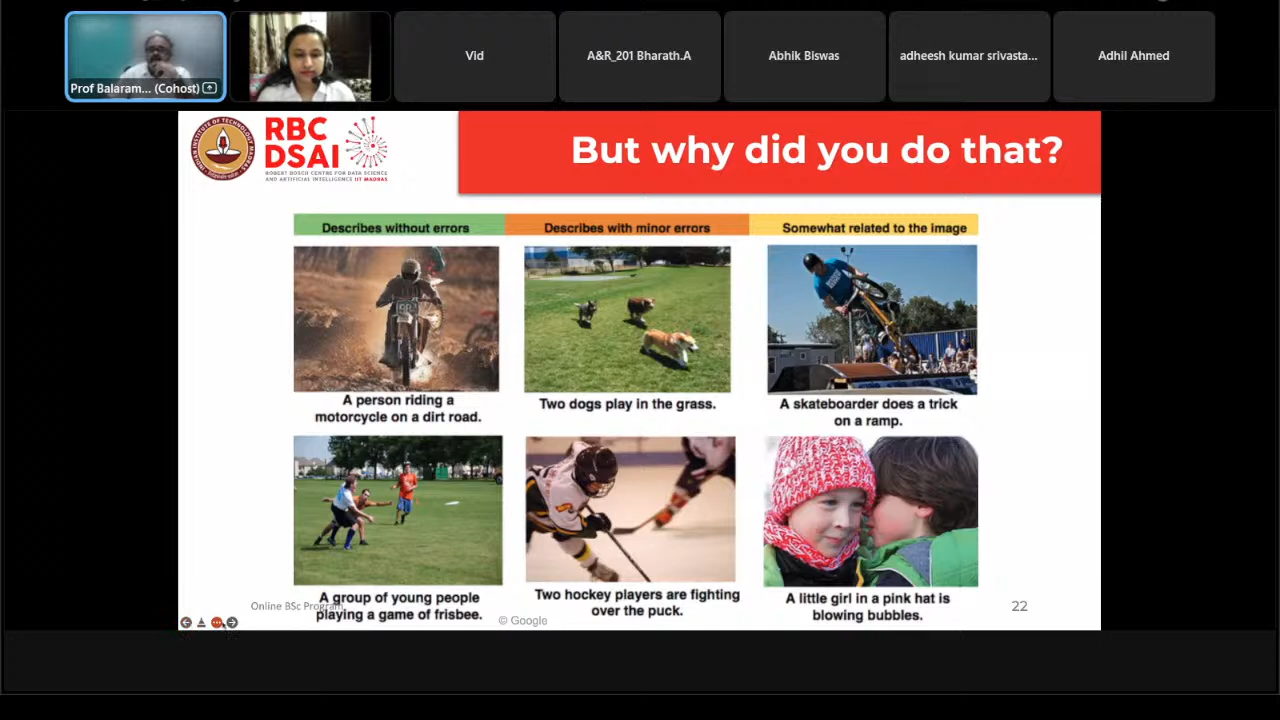 Prof Balaram... (Cohost)
Vid
A&R_201 Bharath.A
Abhik Biswas
adheesh kumar srivasta...
Adhil Ahmed
RBC
DSAI
ROBERT BOSCH CENTRE FOR DATA SCIENCE
AND ARTIFICIAL INTELLIGENCE IIT MADRAS
But why did you do that?
Describes without errors
Describes with minor errors
Somewhat related to the image
A person riding a
motorcycle on a dirt road.
Two dogs play in the grass.
A skateboarder does a trick
on a ramp.
A group of young people
playing a game of frisbee.
Two hockey players are fighting
over the puck.
A little girl in a pink hat is
blowing bubbles.
Online BSc Program
© Google
22